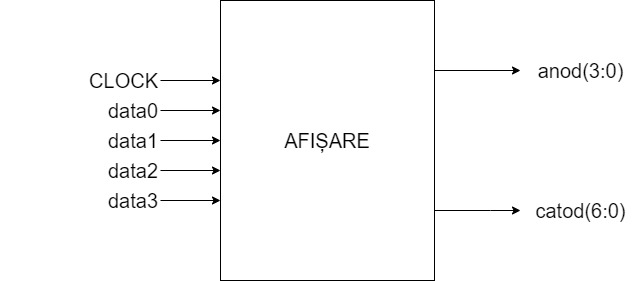 CLOCK
data0
data1
data2
data3
AFIȘARE
anod(3:0)
catod(6:0)